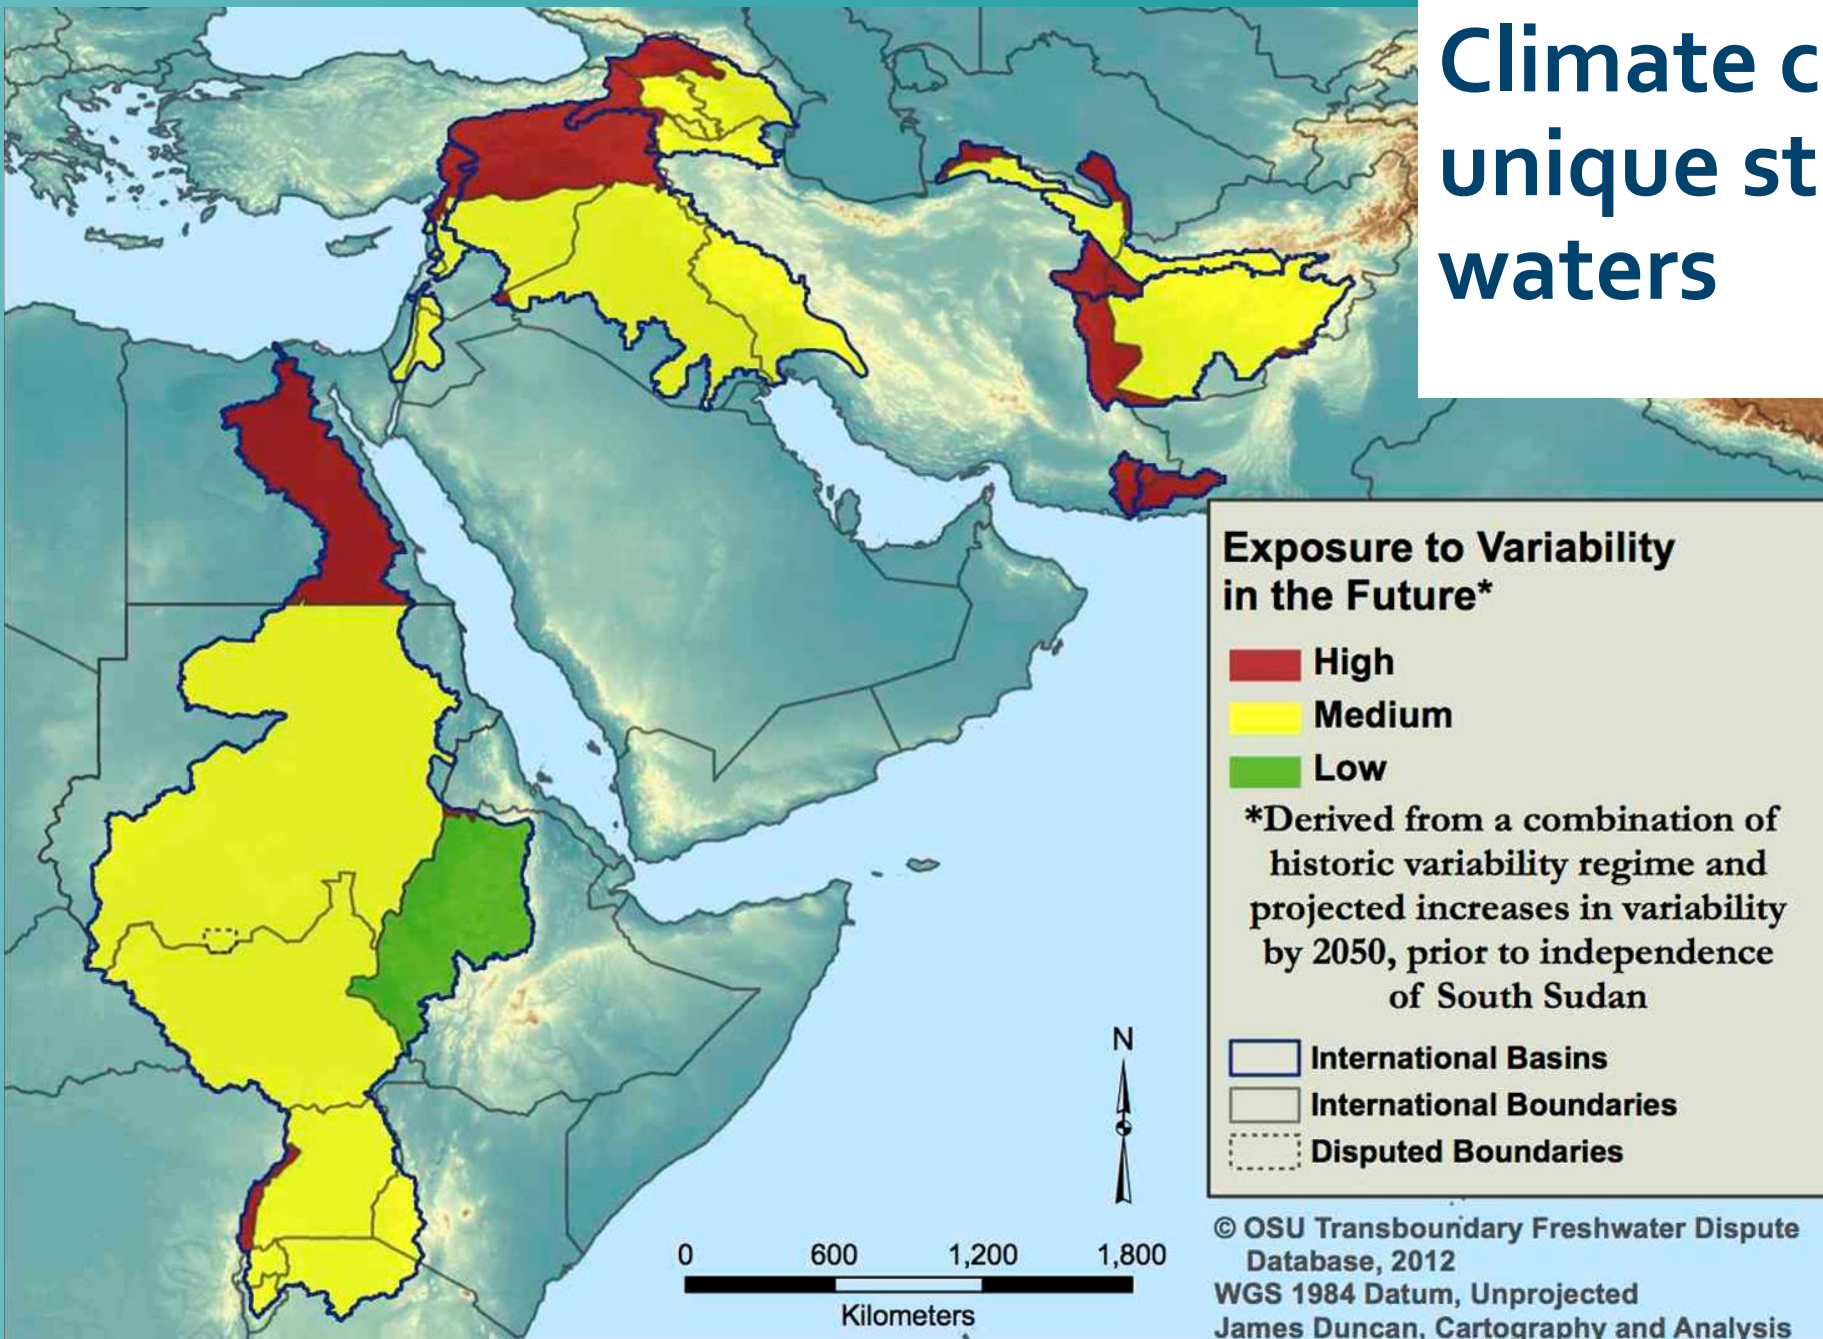 Climate c
unique st
waters
Exposure to Variability
in the Future*
High
Medium
Low
*Derived from a combination of
historic variability regime and
projected increases in variability
by 2050, prior to independence
of South Sudan
International Basins
International Boundaries
Disputed Boundaries
N
0 600 1,200 1,800
Kilometers
© OSU Transboundary Freshwater Dispute
Database, 2012
WGS 1984 Datum, Unprojected
James Duncan, Cartography and Analysis